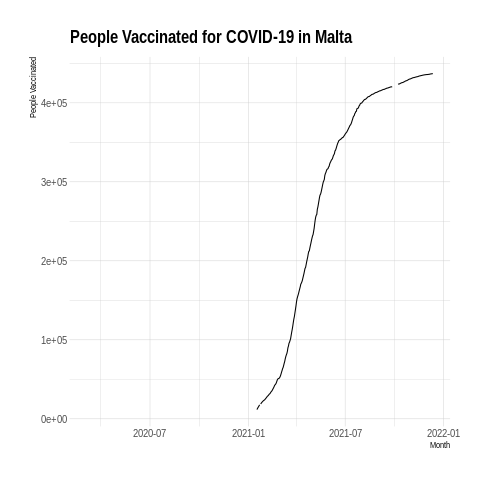 People Vaccinated for COVID-19 in Malta
People Vaccinated
4e+05
3e+05
2e+05
1e+05
0e+00
2020-07 2021-01 2021-07 2022-01
Month